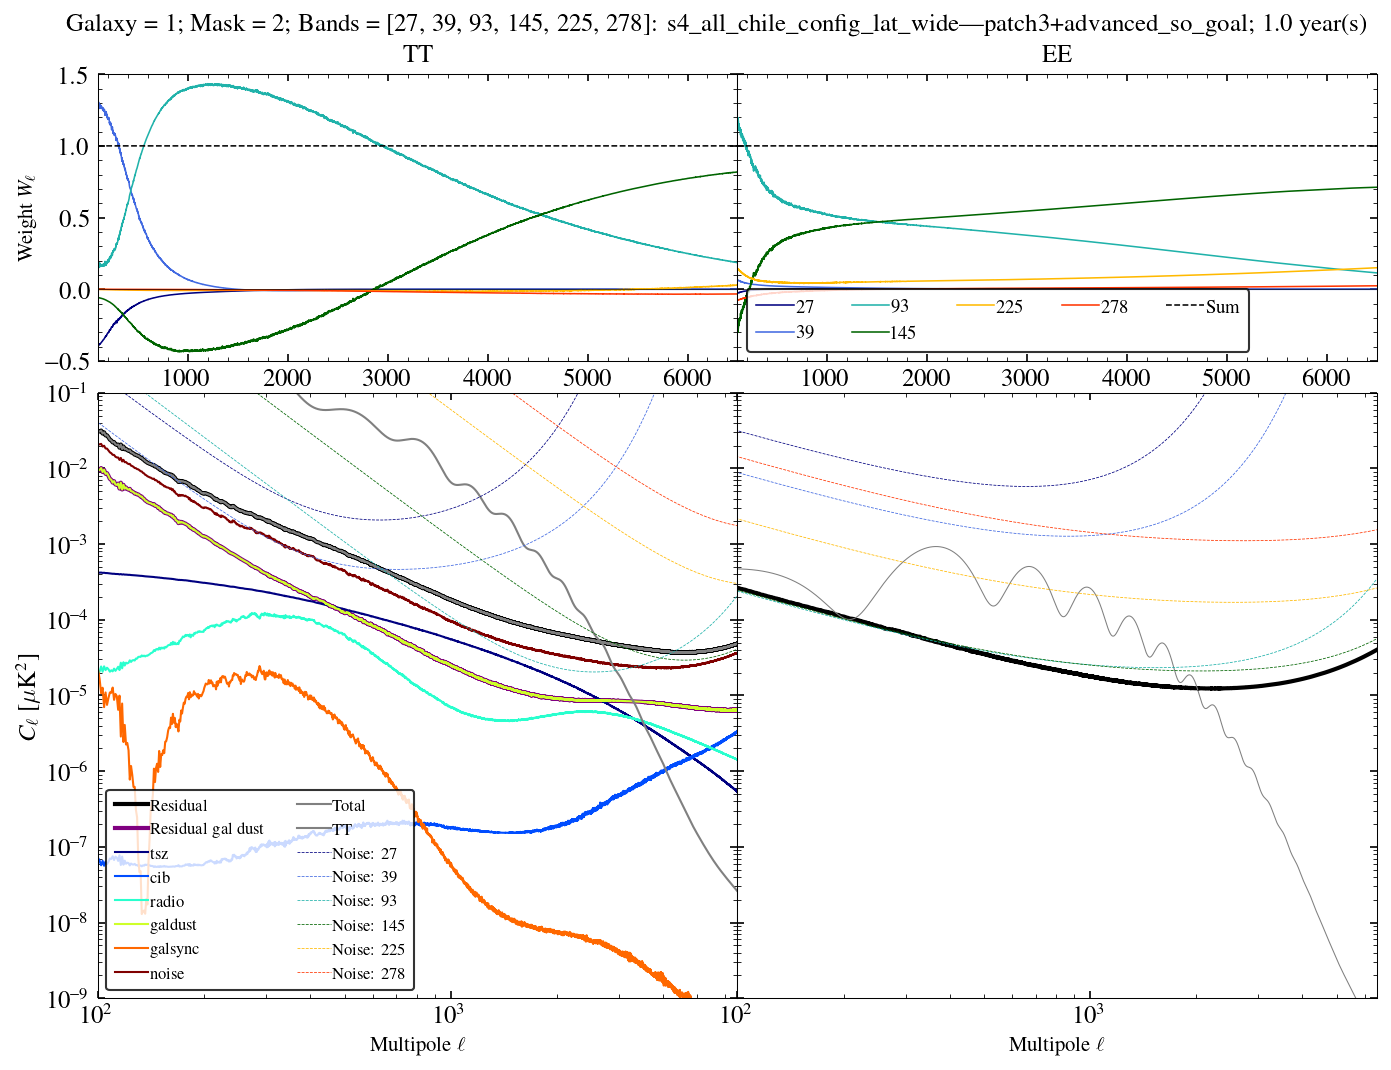 Galaxy = 1; Mask = 2; Bands = [27, 39, 93, 145, 225, 278]: s4_all_chile_config_lat_wide—patch3+advanced_so_goal; 1.0 year(s)
TT
EE
Weight W_ℓ
1.5
1.0
0.5
0.0
−0.5
27
93
225
278
Sum
39
145
1000 2000 3000 4000 5000 6000
1000 2000 3000 4000 5000 6000
C_ℓ [μK²]
10⁻¹
10⁻²
10⁻³
10⁻⁴
10⁻⁵
10⁻⁶
10⁻⁷
10⁻⁸
10⁻⁹
Residual
Residual gal dust
tsz
cib
radio
galdust
galsync
noise
Total
TT
Noise: 27
Noise: 39
Noise: 93
Noise: 145
Noise: 225
Noise: 278
10² 10³ 10² 10³
Multipole ℓ
Multipole ℓ